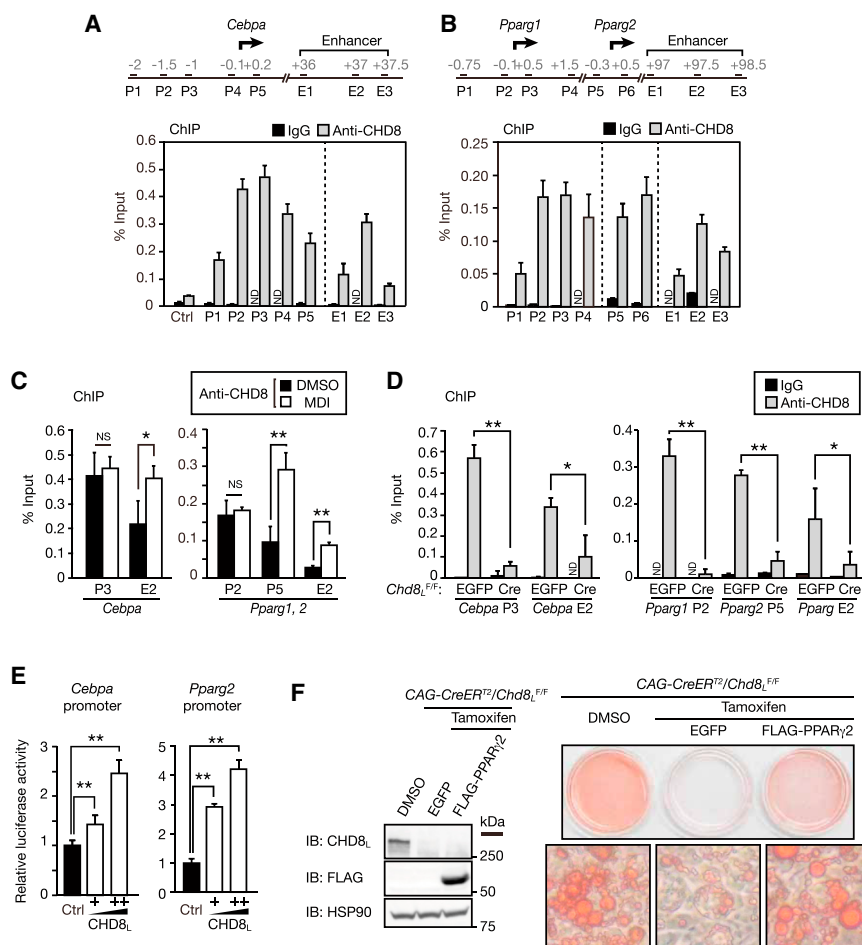 A
Cebpa
Enhancer
-2 -1.5 -1 -0.1 +0.2 +36 +37 +37.5
P1 P2 P3 P4 P5 E1 E2 E3
ChIP
IgG Anti-CHD8
% Input
0.6
0.5
0.4
0.3
0.2
0.1
0
ND ND ND
Ctrl P1 P2 P3 P4 P5 E1 E2 E3
B
Pparg1 Pparg2
Enhancer
-0.75 -0.1 +0.5 +1.5 -0.3 +0.5 +97 +97.5 +98.5
P1 P2 P3 P4 P5 P6 E1 E2 E3
ChIP
IgG Anti-CHD8
% Input
0.25
0.20
0.15
0.10
0.05
0
ND ND ND
P1 P2 P3 P4 P5 P6 E1 E2 E3
C
ChIP
Anti-CHD8
DMSO
MDI
% Input
0.6
0.5
0.4
0.3
0.2
0.1
0
NS *
P3 E2
Cebpa
0.4
0.3
0.2
0.1
0
NS ** **
P2 P5 E2
Pparg1, 2
D
ChIP
IgG
Anti-CHD8
% Input
0.7
0.6
0.5
0.4
0.3
0.2
0.1
0
** *
ND
Chd8L F/F: EGFP Cre EGFP Cre
Cebpa P3 Cebpa E2
0.4
0.3
0.2
0.1
0
** ** *
ND ND
EGFP Cre EGFP Cre EGFP Cre
Pparg1 P2 Pparg2 P5 Pparg E2
E
Cebpa
promoter
Relative luciferase activity
3
2
1
0
**
**
Ctrl + ++
CHD8L
Pparg2
promoter
5
4
3
2
1
0
**
**
Ctrl + ++
CHD8L
F
CAG-CreERT2/Chd8L F/F
Tamoxifen
DMSO
EGFP
FLAG-PPARγ2
kDa
IB: CHD8L
250
IB: FLAG
50
IB: HSP90
75
CAG-CreERT2/Chd8L F/F
DMSO Tamoxifen
EGFP FLAG-PPARγ2